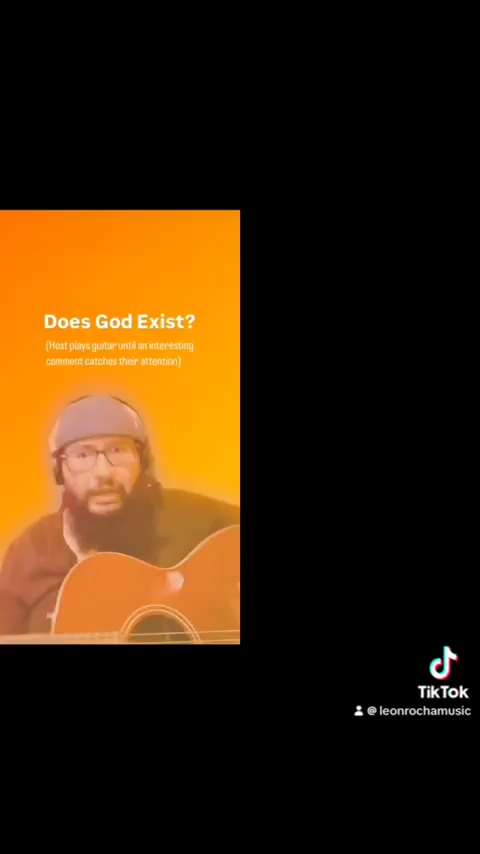 Does God Exist?
(Host plays guitar until an interesting
comment catches their attention)
TikTok
@ leonrochamusic